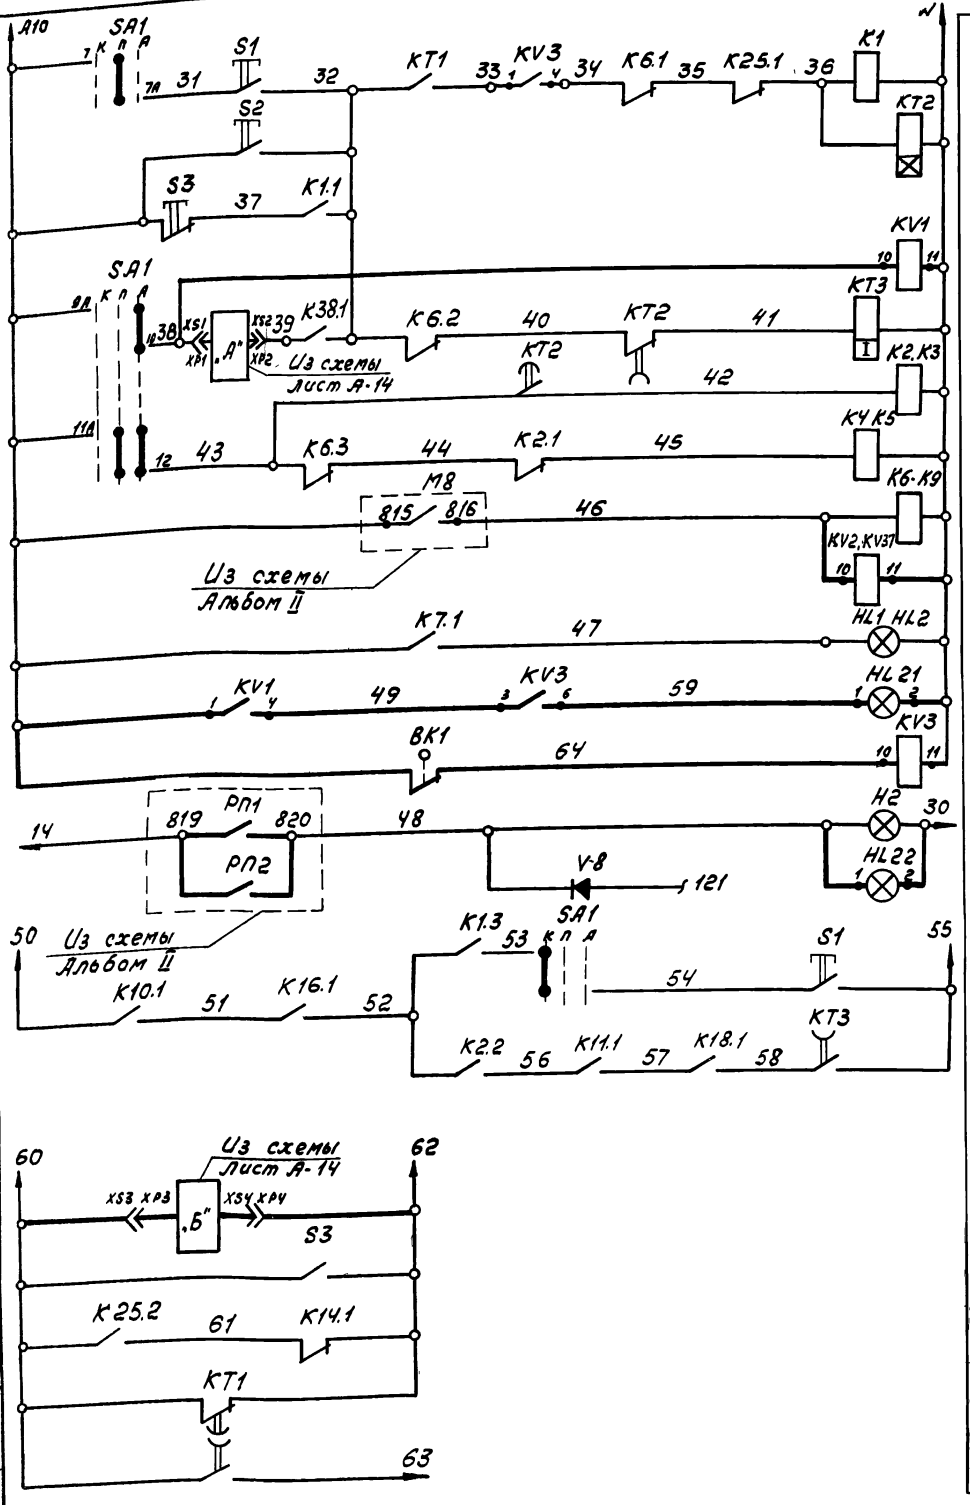 А10
N
SA1
К П А
7
7А
31
S1
32
КТ1
33
1
KV3
4
34
К6.1
35
К25.1
36
К1
КТ2
S2
S3
37
К1.1
KV1
10
11
SA1
К П А
9А
10
38
XS1
XP1
„А"
XS2
XP2
39
К38.1
Из схемы
лист А-14
К6.2
40
КТ2
КТ2
41
КТ3
I
42
К2, К3
11А
12
43
К6.3
44
К2.1
45
К4 К5
М8
815
816
46
К6-К9
KV2, KV37
10
11
Из схемы
Альбом II
К7.1
47
HL1 HL2
1
KV1
4
49
3
KV3
6
59
1
HL21
2
ВК1
64
10
KV3
11
14
819
РП1
820
РП2
48
Н2
30
1
HL22
2
V-8
121
Из схемы
Альбом II
50
К10.1
51
К16.1
52
К1.3
53
SA1
К П А
54
S1
55
К2.2
56
К11.1
57
К18.1
58
КТ3
60
Из схемы
лист А-14
62
XS3 XP3
„Б"
XS4 XP4
S3
К25.2
61
К14.1
КТ1
63